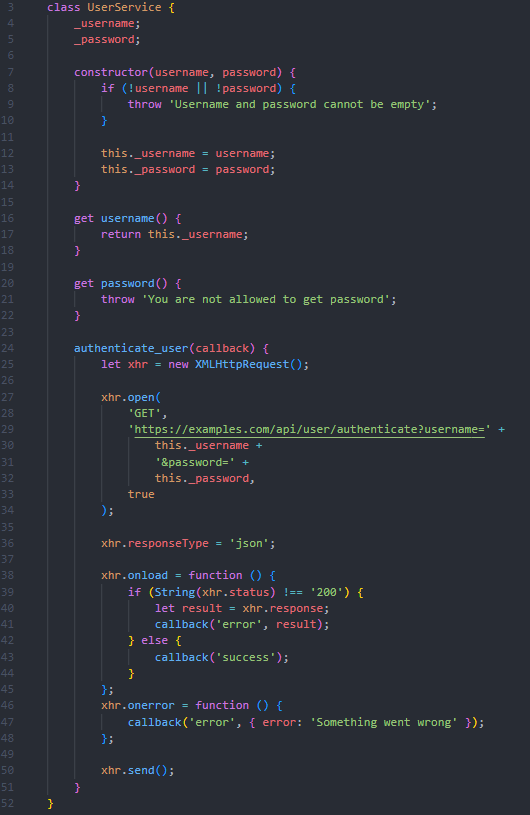 3 class UserService {
4 _username;
5 _password;
6
7 constructor(username, password) {
8 if (!username || !password) {
9 throw 'Username and password cannot be empty';
10 }
11
12 this._username = username;
13 this._password = password;
14 }
15
16 get username() {
17 return this._username;
18 }
19
20 get password() {
21 throw 'You are not allowed to get password';
22 }
23
24 authenticate_user(callback) {
25 let xhr = new XMLHttpRequest();
26
27 xhr.open(
28 'GET',
29 'https://examples.com/api/user/authenticate?username=' +
30 this._username +
31 '&password=' +
32 this._password,
33 true
34 );
35
36 xhr.responseType = 'json';
37
38 xhr.onload = function () {
39 if (String(xhr.status) !== '200') {
40 let result = xhr.response;
41 callback('error', result);
42 } else {
43 callback('success');
44 }
45 };
46 xhr.onerror = function () {
47 callback('error', { error: 'Something went wrong' });
48 };
49
50 xhr.send();
51 }
52 }